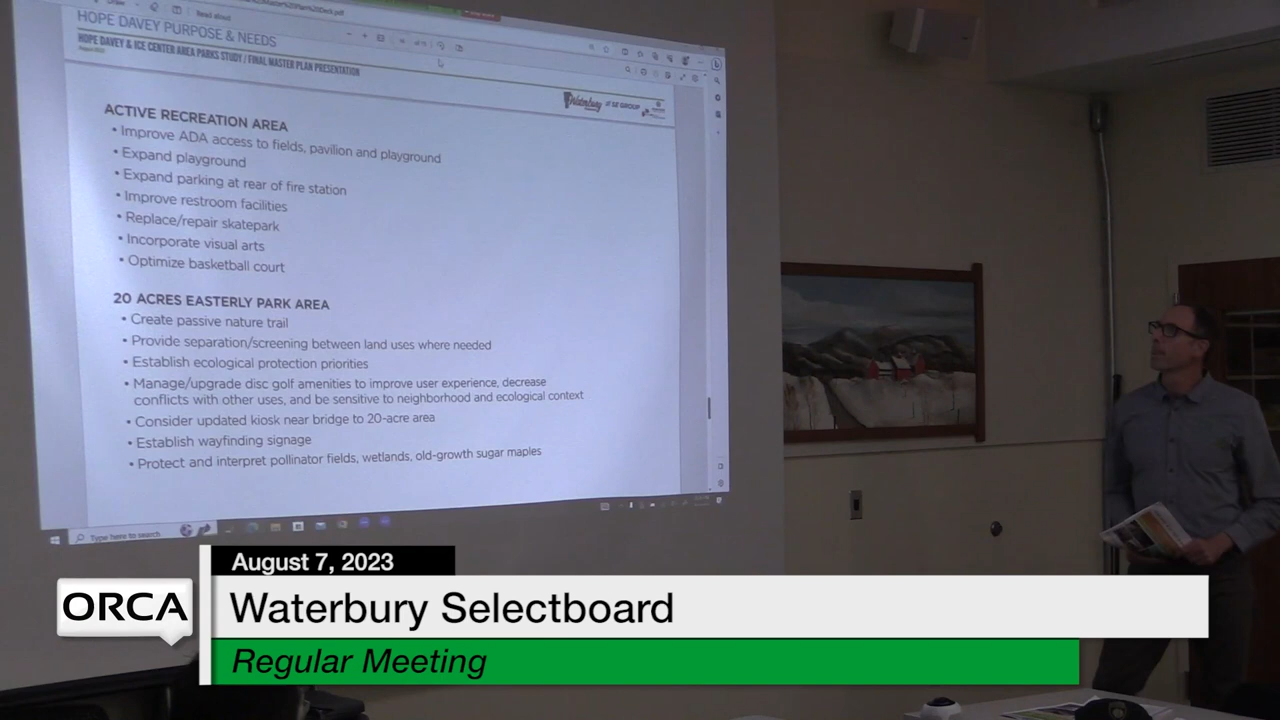 Draw
Read aloud
HOPE DAVEY PURPOSE & NEEDS
HOPE DAVEY & ICE CENTER AREA PARKS STUDY / FINAL MASTER PLAN PRESENTATION
Waterbury
SE GROUP
ACTIVE RECREATION AREA
• Improve ADA access to fields, pavilion and playground
• Expand playground
• Expand parking at rear of fire station
• Improve restroom facilities
• Replace/repair skatepark
• Incorporate visual arts
• Optimize basketball court
20 ACRES EASTERLY PARK AREA
• Create passive nature trail
• Provide separation/screening between land uses where needed
• Establish ecological protection priorities
• Manage/upgrade disc golf amenities to improve user experience, decrease
conflicts with other uses, and be sensitive to neighborhood and ecological context
• Consider updated kiosk near bridge to 20-acre area
• Establish wayfinding signage
• Protect and interpret pollinator fields, wetlands, old-growth sugar maples
Type here to search
August 7, 2023
ORCA
Waterbury Selectboard
Regular Meeting